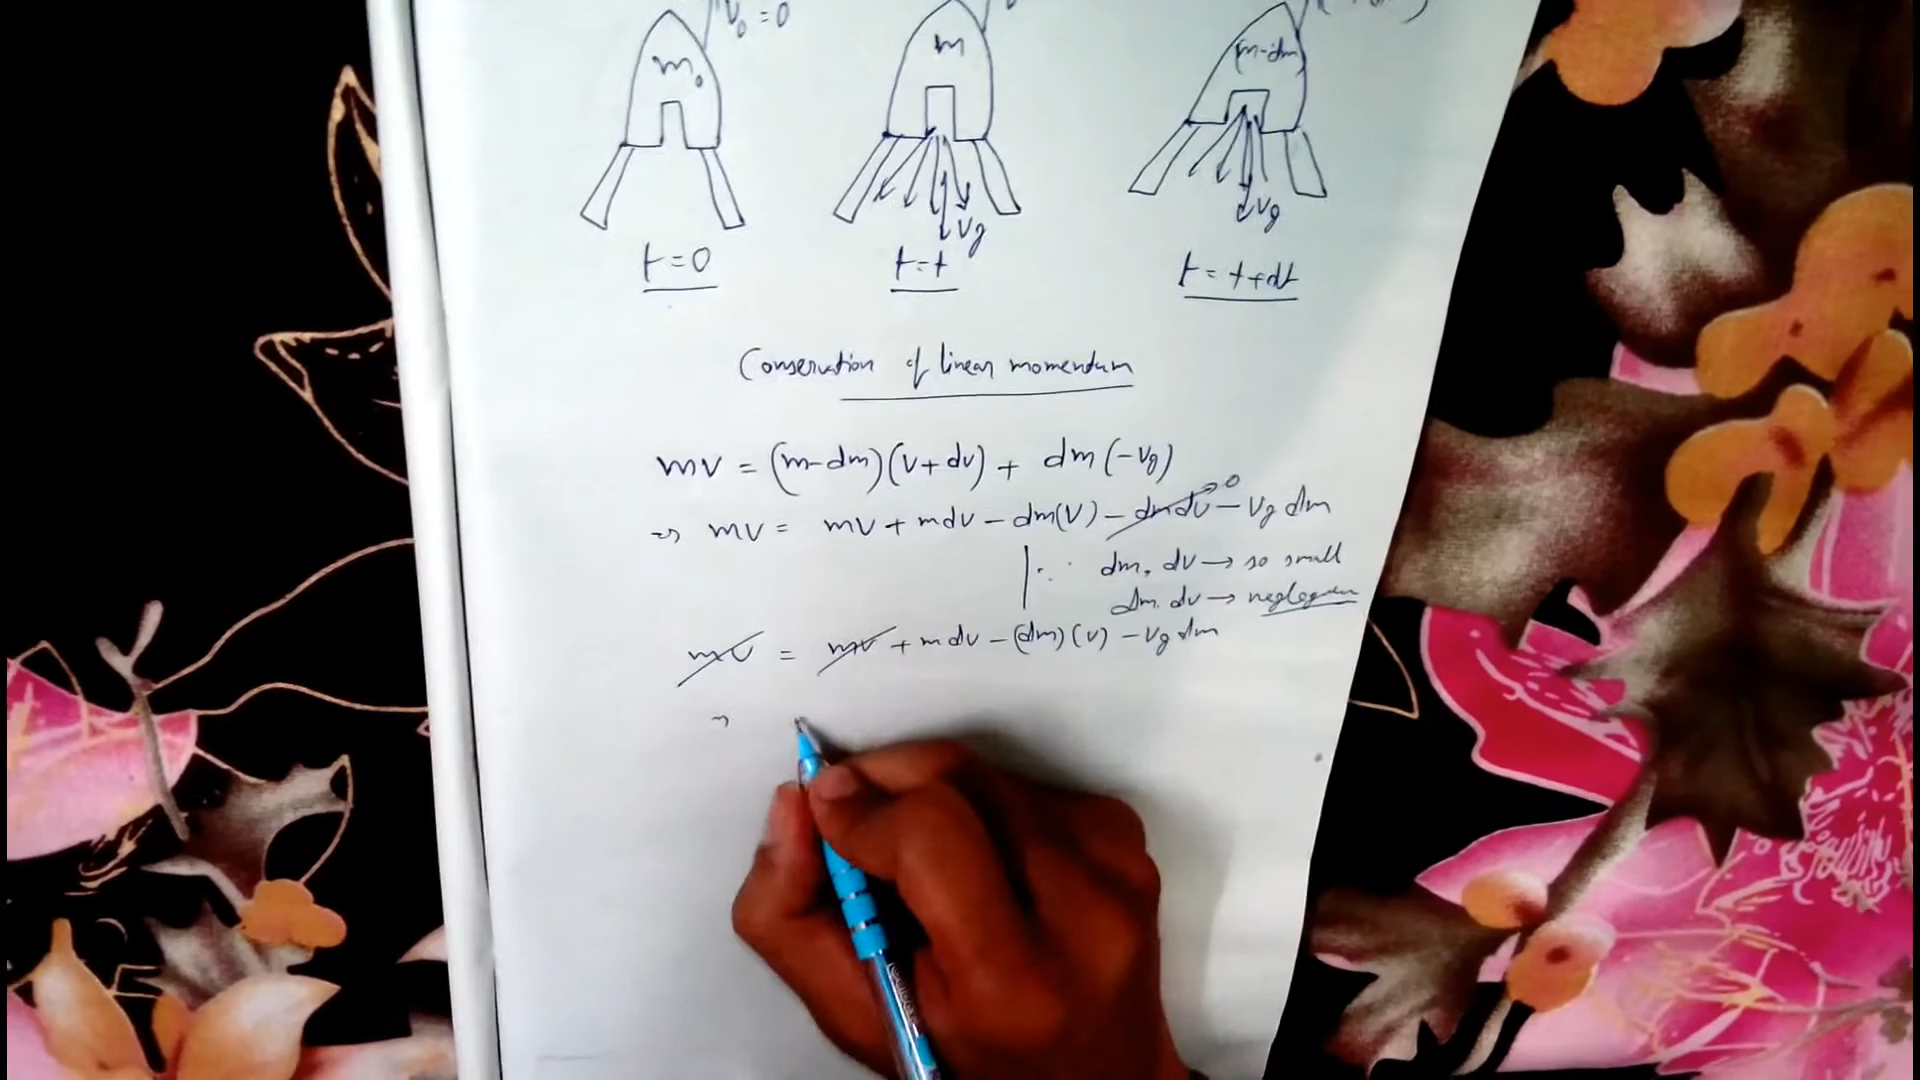 V₀ = 0
m₀
m
(m-dm)
Vg
Vg
t=0
t=t
t = t+dt
Conservation of linear momentum
mv = (m-dm)(v+dv) + dm(-vg)
⇒ mv = mv + mdv - dm(v) - dmdv→0 - vg dm
∵ dm, dv → so small
dm. dv →
mv = mv + mdv - (dm)(v) - vg dm
⇒